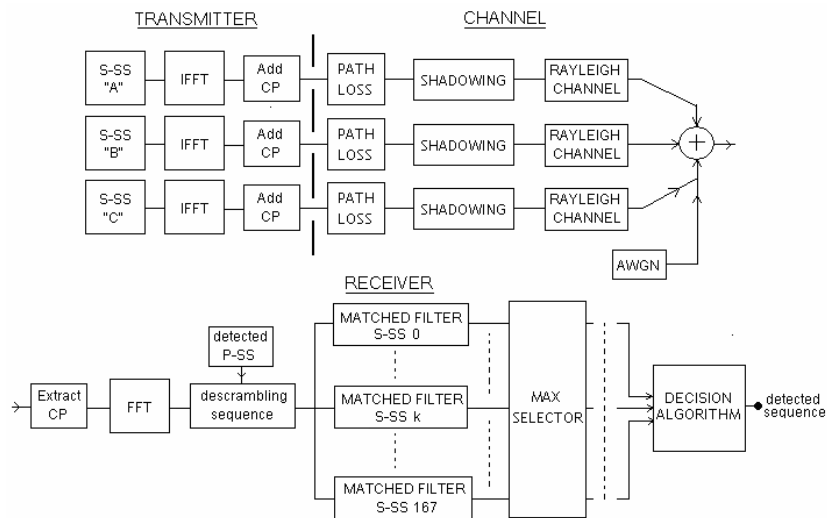 TRANSMITTER
CHANNEL
S-SS
"A"
IFFT
Add
CP
PATH
LOSS
SHADOWING
RAYLEIGH
CHANNEL
S-SS
"B"
IFFT
Add
CP
PATH
LOSS
SHADOWING
RAYLEIGH
CHANNEL
+
S-SS
"C"
IFFT
Add
CP
PATH
LOSS
SHADOWING
RAYLEIGH
CHANNEL
AWGN
RECEIVER
Extract
CP
FFT
detected
P-SS
descrambling
sequence
MATCHED FILTER
S-SS 0
MATCHED FILTER
S-SS k
MATCHED FILTER
S-SS 167
MAX
SELECTOR
DECISION
ALGORITHM
detected
sequence